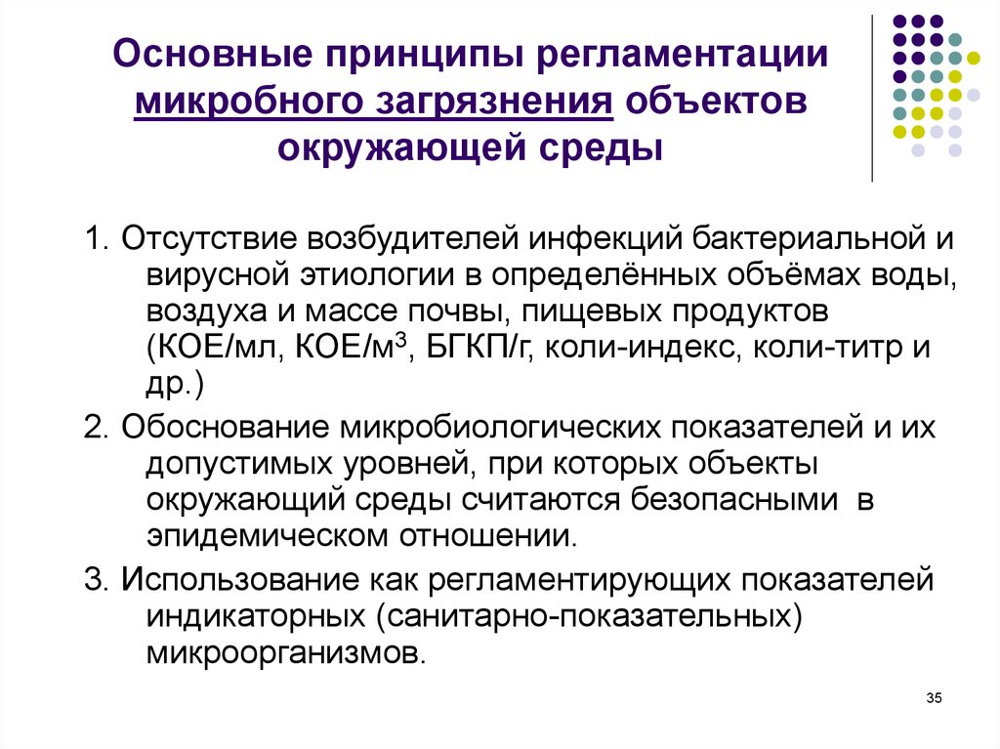 Основные принципы регламентации
микробного загрязнения объектов
окружающей среды
1. Отсутствие возбудителей инфекций бактериальной и
вирусной этиологии в определённых объёмах воды,
воздуха и массе почвы, пищевых продуктов
(КОЕ/мл, КОЕ/м³, БГКП/г, коли-индекс, коли-титр и
др.)
2. Обоснование микробиологических показателей и их
допустимых уровней, при которых объекты
окружающий среды считаются безопасными в
эпидемическом отношении.
3. Использование как регламентирующих показателей
индикаторных (санитарно-показательных)
микроорганизмов.
35